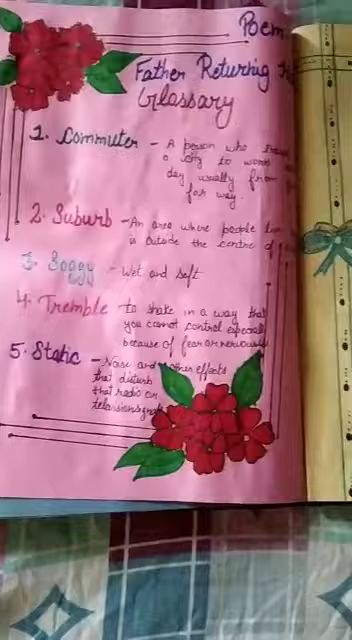 Poem
Father Returning
Glossary
1. Commuter - A person who
a city to work
day usually from
far way.
2. Suburb - An area where people
is outside the centre of
3. Soggy - Wet and soft
4. Tremble - to shake in a way that
you cannot control especially
because of fear or nervous
5. Static - Noise and other effects
that disturb
that radio or